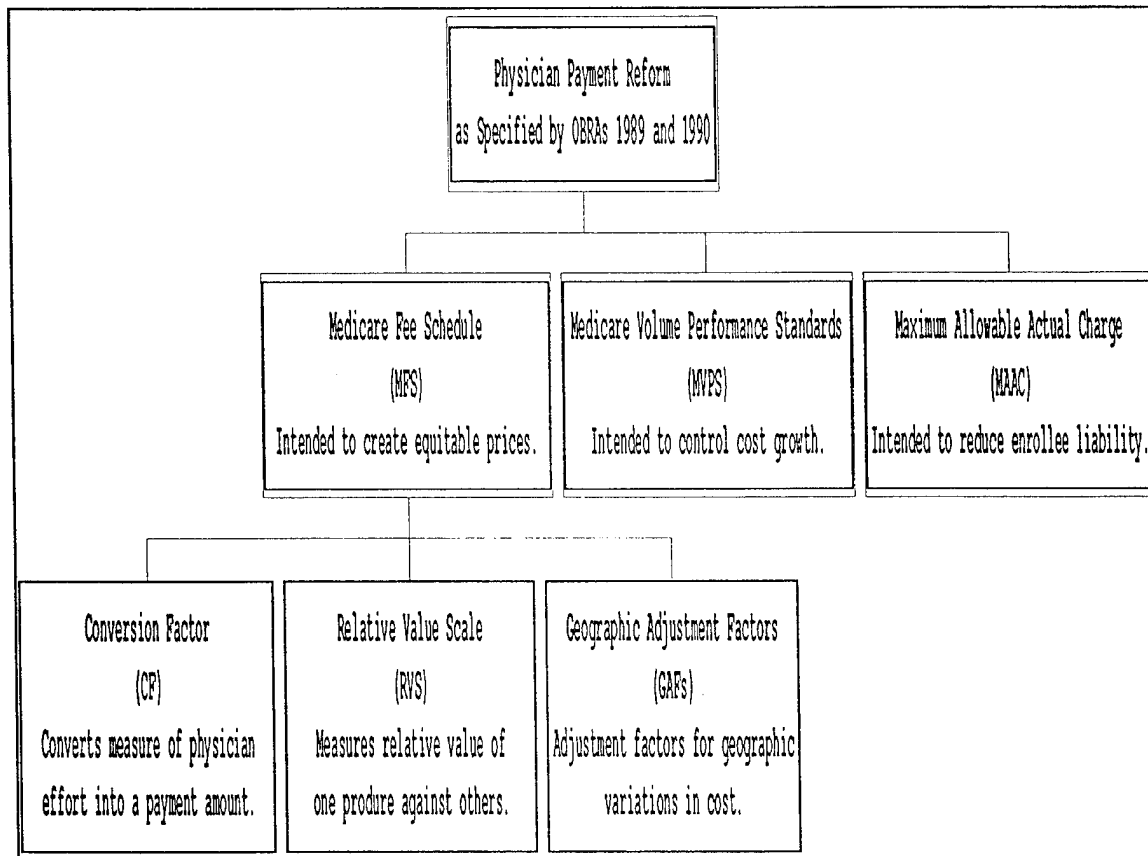 Physician Payment Reform
as Specified by OBRAs 1989 and 1990
Medicare Fee Schedule
(MFS)
Intended to create equitable prices.
Medicare Volume Performance Standards
(MVPS)
Intended to control cost growth.
Maximum Allowable Actual Charge
(MAAC)
Intended to reduce enrollee liability.
Conversion Factor
(CF)
Converts measure of physician
effort into a payment amount.
Relative Value Scale
(RVS)
Measures relative value of
one produre against others.
Geographic Adjustment Factors
(GAFs)
Adjustment factors for geographic
variations in cost.